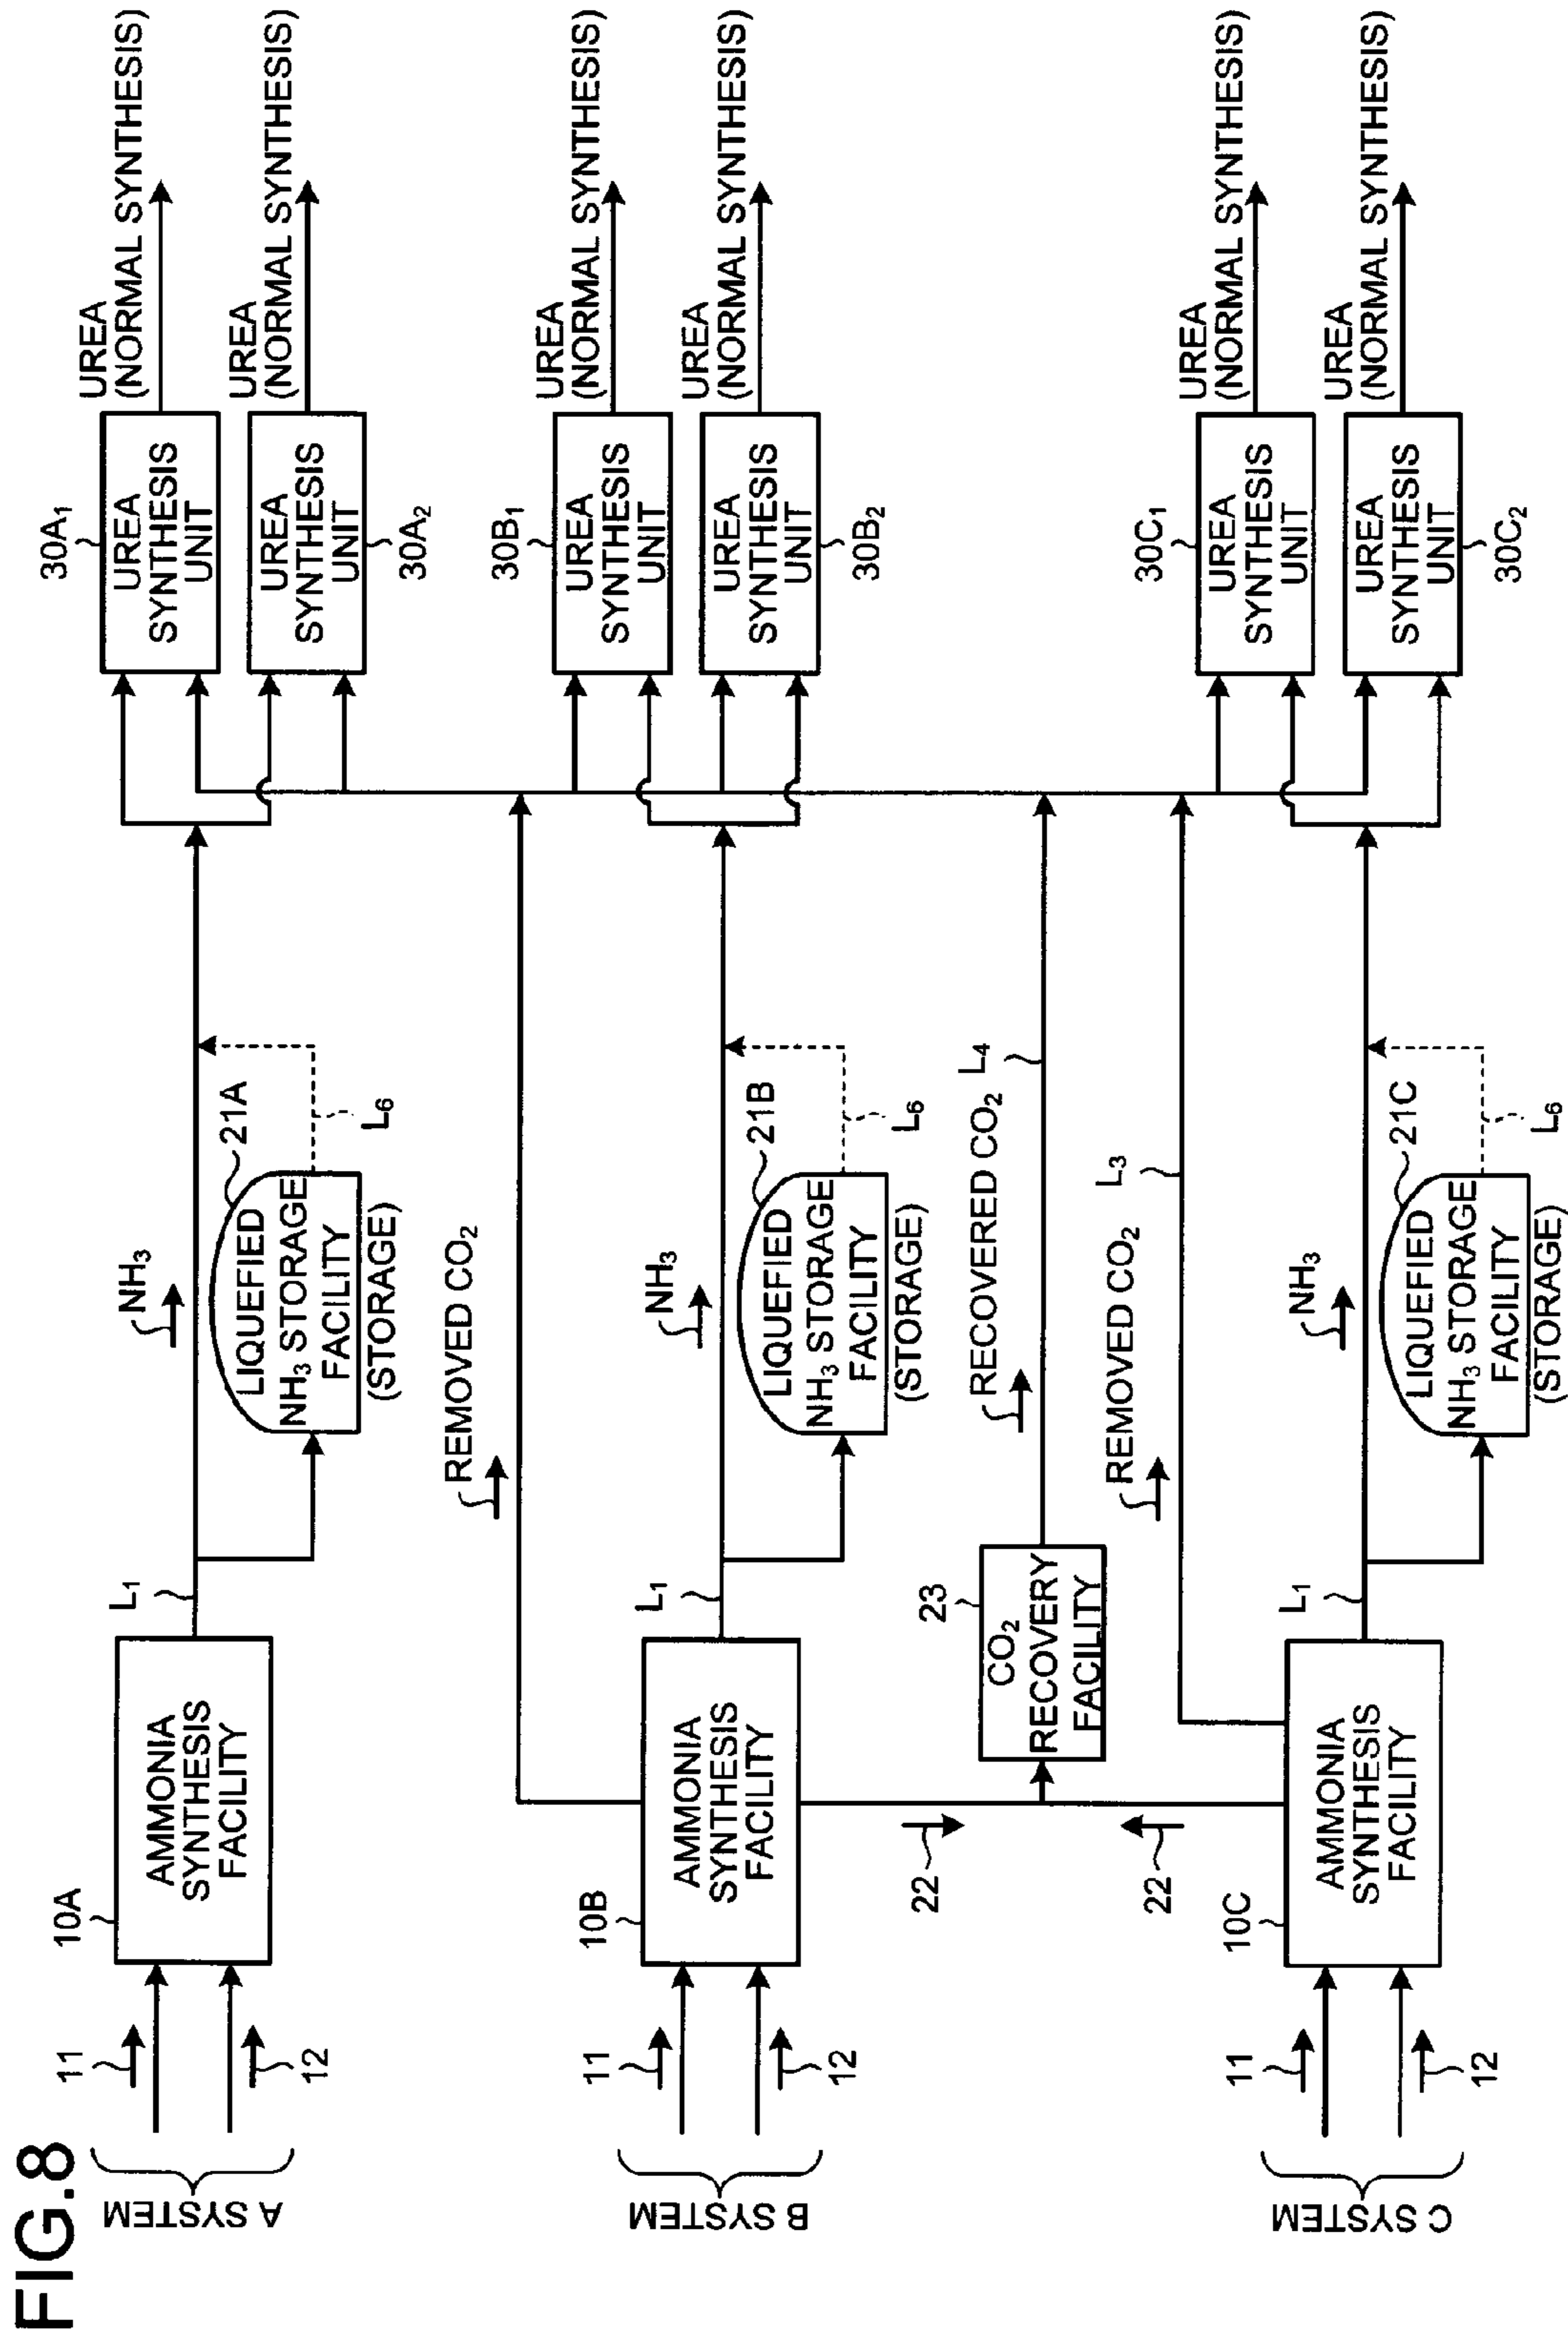 FIG.8
A SYSTEM
11
12
10A
AMMONIA
SYNTHESIS
FACILITY
L1
NH3
LIQUEFIED
NH3 STORAGE
FACILITY
(STORAGE)
21A
L6
30A1
UREA
SYNTHESIS
UNIT
UREA
(NORMAL SYNTHESIS)
UREA
SYNTHESIS
UNIT
30A2
UREA
(NORMAL SYNTHESIS)
REMOVED CO2
B SYSTEM
11
12
10B
AMMONIA
SYNTHESIS
FACILITY
L1
NH3
LIQUEFIED
NH3 STORAGE
FACILITY
(STORAGE)
21B
L6
30B1
UREA
SYNTHESIS
UNIT
UREA
(NORMAL SYNTHESIS)
UREA
SYNTHESIS
UNIT
30B2
UREA
(NORMAL SYNTHESIS)
22
22
23
CO2
RECOVERY
FACILITY
RECOVERED CO2
L4
REMOVED CO2
L3
C SYSTEM
11
12
10C
AMMONIA
SYNTHESIS
FACILITY
L1
NH3
LIQUEFIED
NH3 STORAGE
FACILITY
(STORAGE)
21C
L6
30C1
UREA
SYNTHESIS
UNIT
UREA
(NORMAL SYNTHESIS)
UREA
SYNTHESIS
UNIT
30C2
UREA
(NORMAL SYNTHESIS)